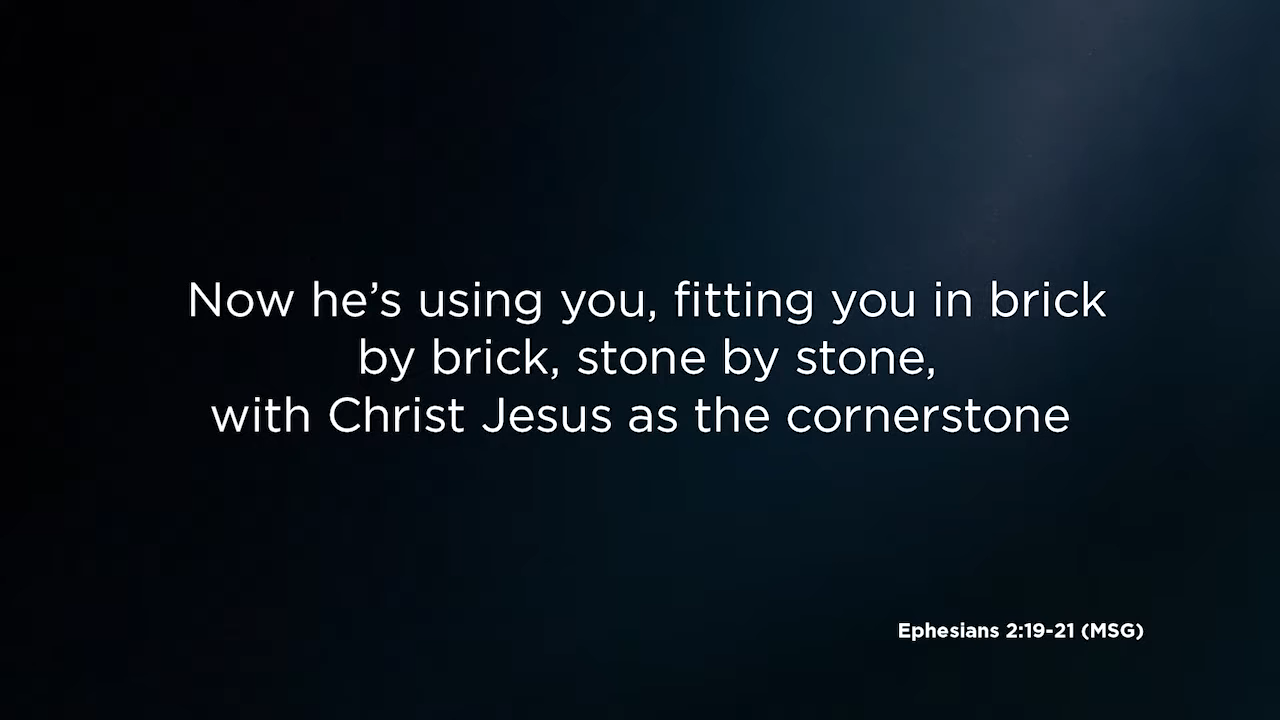 Now he’s using you, fitting you in brick
by brick, stone by stone,
with Christ Jesus as the cornerstone
Ephesians 2:19-21 (MSG)